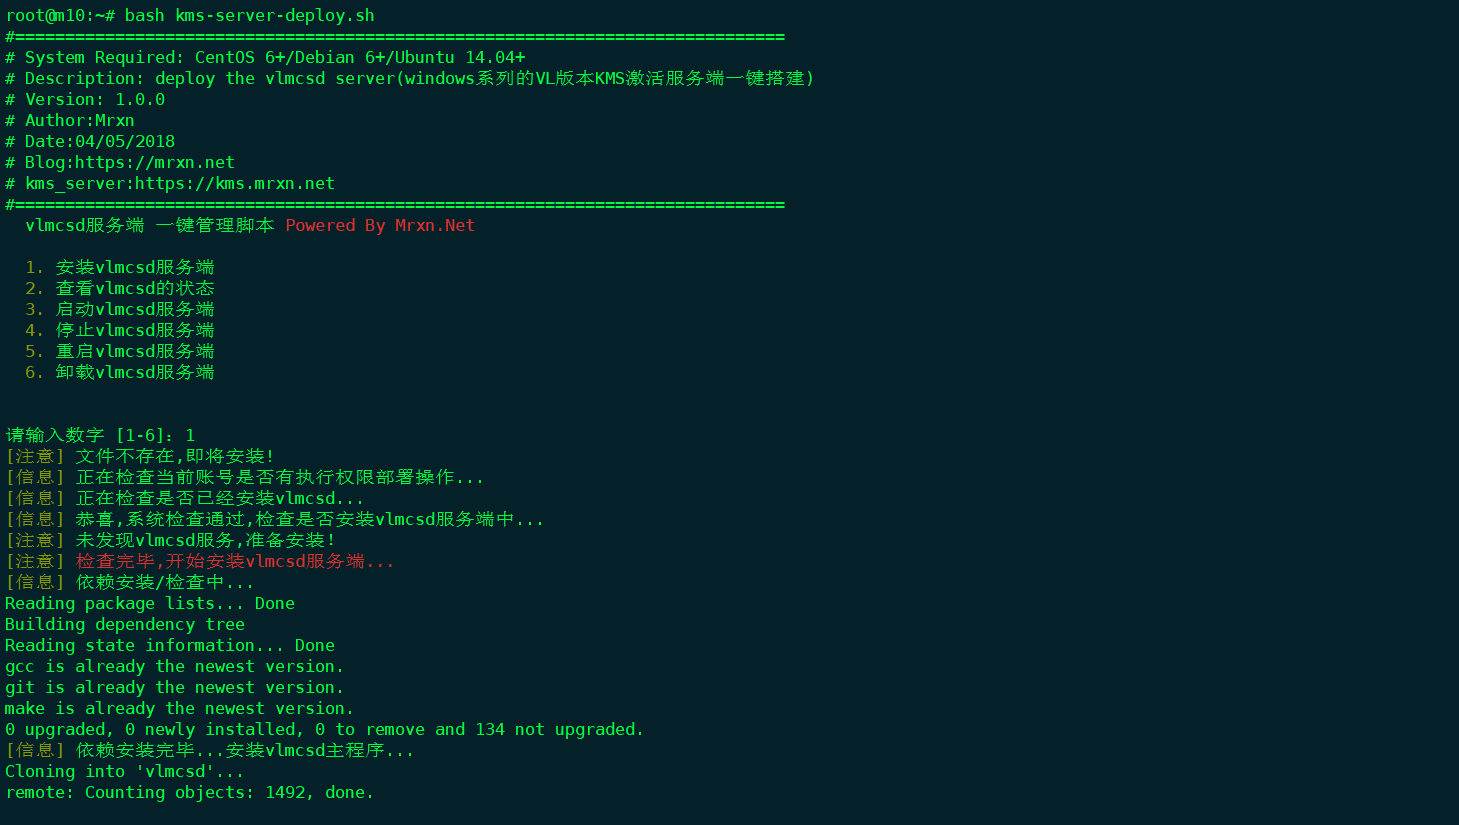 root@m10:~# bash kms-server-deploy.sh
#=============================================================================
# System Required: CentOS 6+/Debian 6+/Ubuntu 14.04+
# Description: deploy the vlmcsd server(windows系列的VL版本KMS激活服务端一键搭建)
# Version: 1.0.0
# Author:Mrxn
# Date:04/05/2018
# Blog:https://mrxn.net
# kms_server:https://kms.mrxn.net
#=============================================================================
vlmcsd服务端 一键管理脚本 Powered By Mrxn.Net
1. 安装vlmcsd服务端
2. 查看vlmcsd的状态
3. 启动vlmcsd服务端
4. 停止vlmcsd服务端
5. 重启vlmcsd服务端
6. 卸载vlmcsd服务端
请输入数字 [1-6]：1
[注意] 文件不存在,即将安装!
[信息] 正在检查当前账号是否有执行权限部署操作...
[信息] 正在检查是否已经安装vlmcsd...
[信息] 恭喜,系统检查通过,检查是否安装vlmcsd服务端中...
[注意] 未发现vlmcsd服务,准备安装!
[注意] 检查完毕,开始安装vlmcsd服务端...
[信息] 依赖安装/检查中...
Reading package lists... Done
Building dependency tree
Reading state information... Done
gcc is already the newest version.
git is already the newest version.
make is already the newest version.
0 upgraded, 0 newly installed, 0 to remove and 134 not upgraded.
[信息] 依赖安装完毕...安装vlmcsd主程序...
Cloning into 'vlmcsd'...
remote: Counting objects: 1492, done.